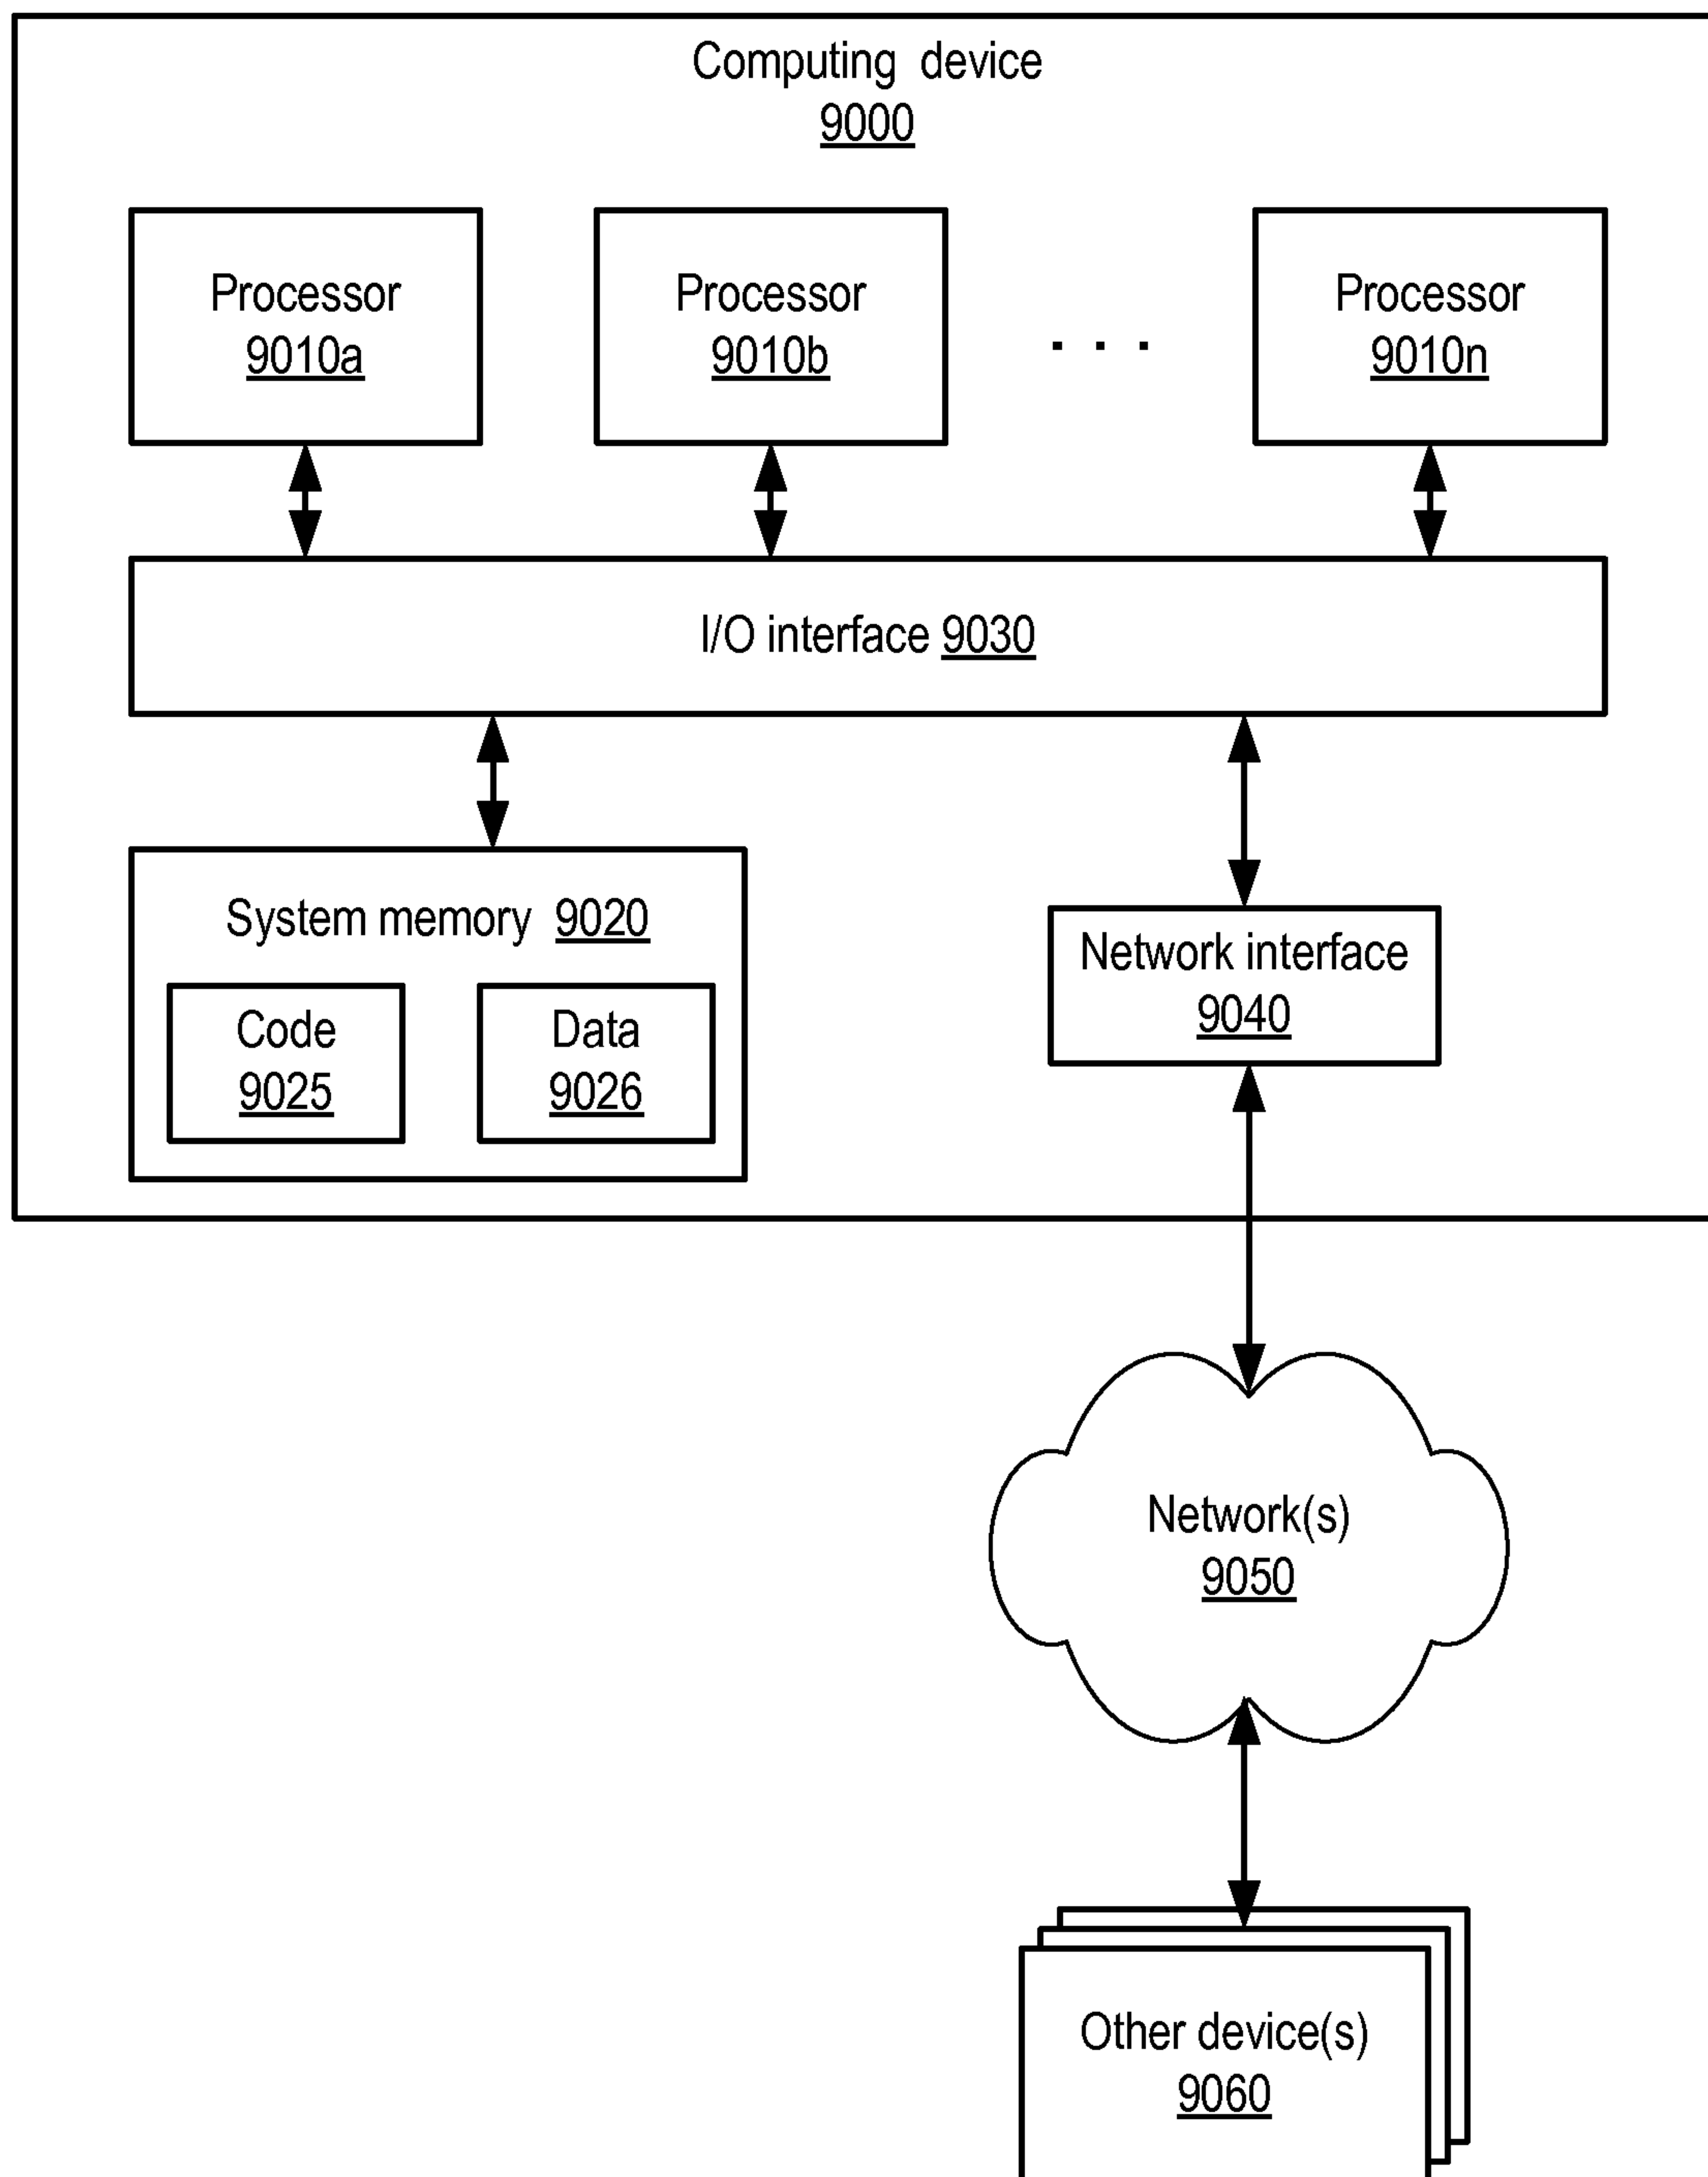 Computing device
9000
Processor
9010a
Processor
9010b
. . .
Processor
9010n
I/O interface 9030
System memory 9020
Code
9025
Data
9026
Network interface
9040
Network(s)
9050
Other device(s)
9060